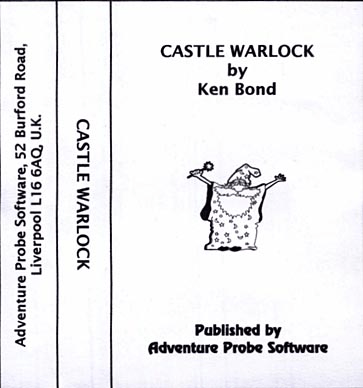 Adventure Probe Software, 52 Burford Road,
Liverpool L16 6AQ, U.K.
CASTLE WARLOCK
CASTLE WARLOCK
by
Ken Bond
Published by
Adventure Probe Software